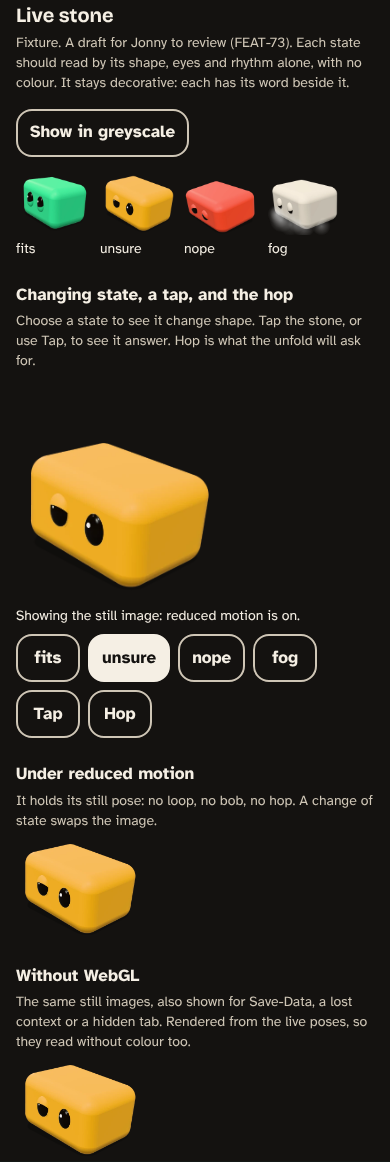 Live stone
Fixture. A draft for Jonny to review (FEAT-73). Each state
should read by its shape, eyes and rhythm alone, with no
colour. It stays decorative: each has its word beside it.
Show in greyscale
fits
unsure
nope
fog
Changing state, a tap, and the hop
Choose a state to see it change shape. Tap the stone, or
use Tap, to see it answer. Hop is what the unfold will ask
for.
Showing the still image: reduced motion is on.
fits
unsure
nope
fog
Tap
Hop
Under reduced motion
It holds its still pose: no loop, no bob, no hop. A change of
state swaps the image.
Without WebGL
The same still images, also shown for Save-Data, a lost
context or a hidden tab. Rendered from the live poses, so
they read without colour too.